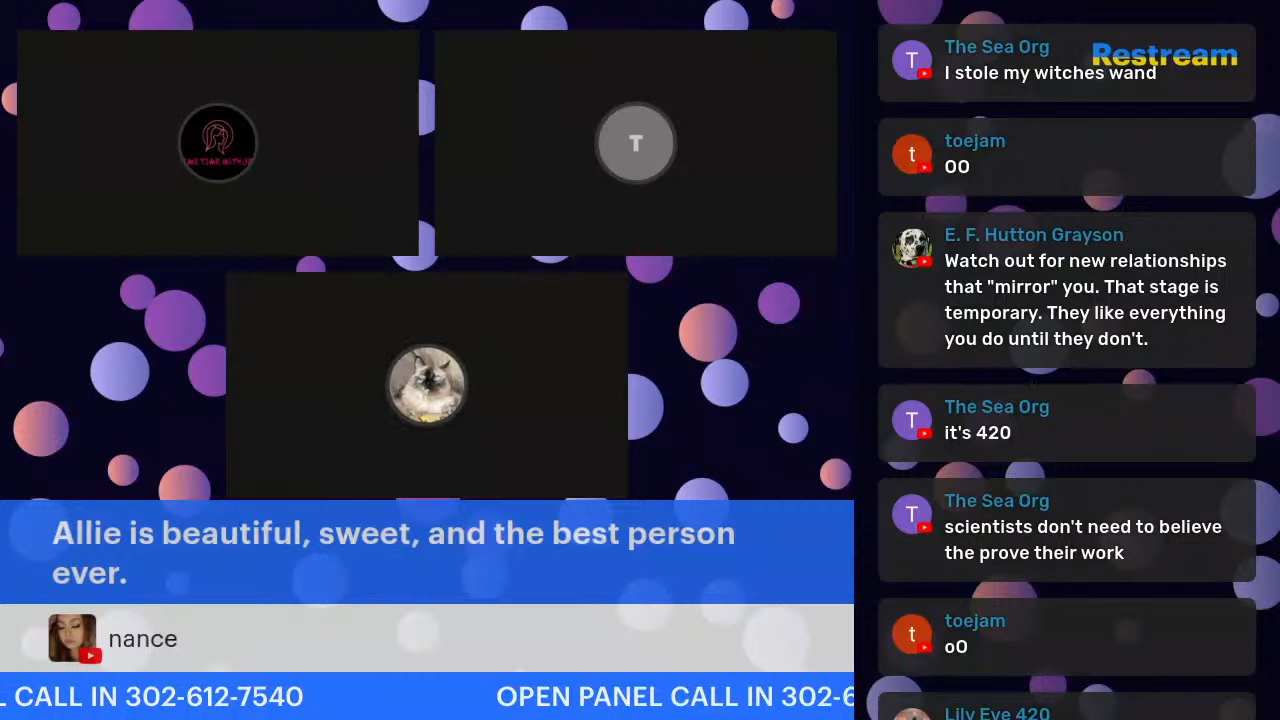 T
Allie is beautiful, sweet, and the best person
ever.
nance
L CALL IN 302-612-7540
OPEN PANEL CALL IN 302-6
Restream
T
The Sea Org
I stole my witches wand
t
toejam
OO
E. F. Hutton Grayson
Watch out for new relationships
that "mirror" you. That stage is
temporary. They like everything
you do until they don't.
T
The Sea Org
it's 420
T
The Sea Org
scientists don't need to believe
the prove their work
t
toejam
oO
Lily Eve 420